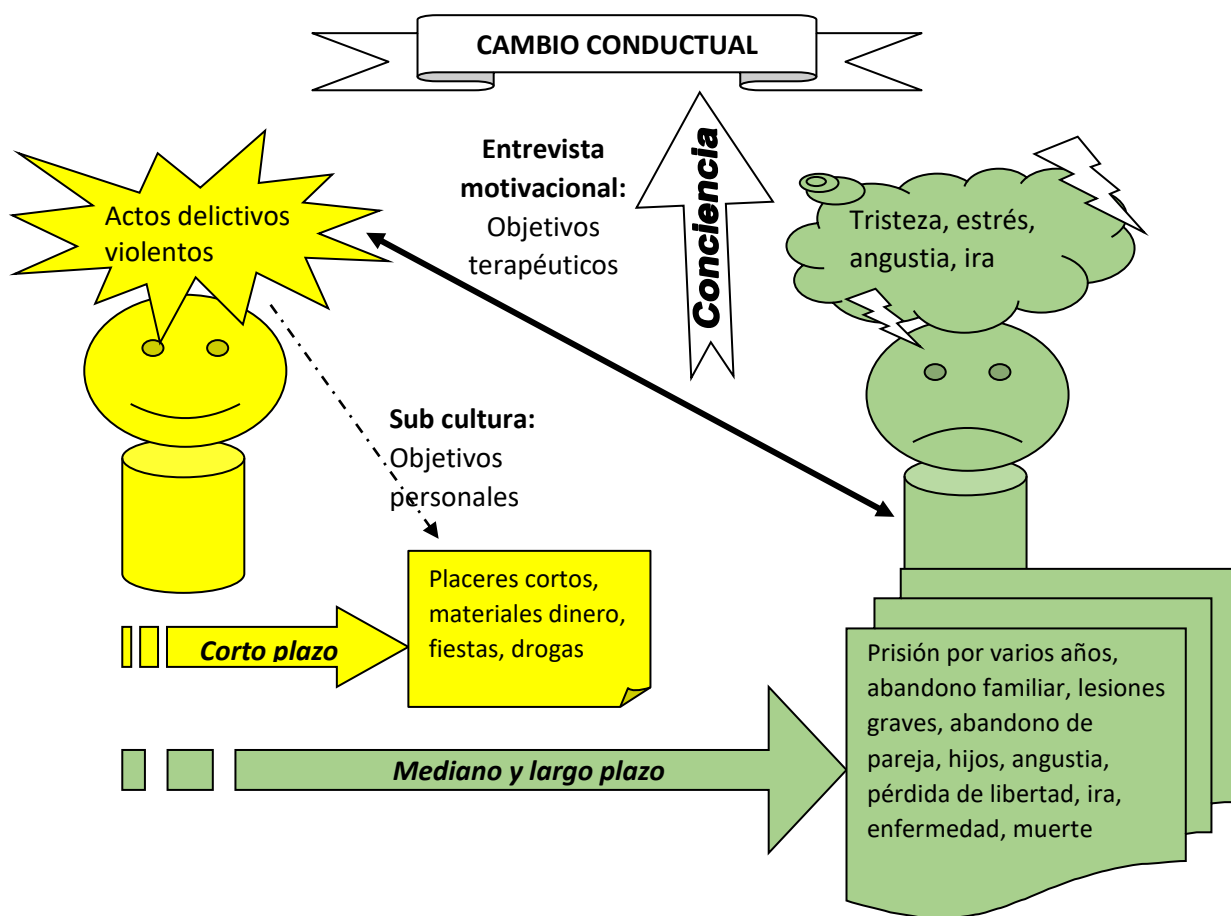 CAMBIO CONDUCTUAL
Entrevista
motivacional:
Objetivos
terapéuticos
Conciencia
Actos delictivos
violentos
Tristeza, estrés,
angustia, ira
Sub cultura:
Objetivos
personales
Corto plazo
Placeres cortos,
materiales dinero,
fiestas, drogas
Mediano y largo plazo
Prisión por varios años,
abandono familiar, lesiones
graves, abandono de
pareja, hijos, angustia,
pérdida de libertad, ira,
enfermedad, muerte